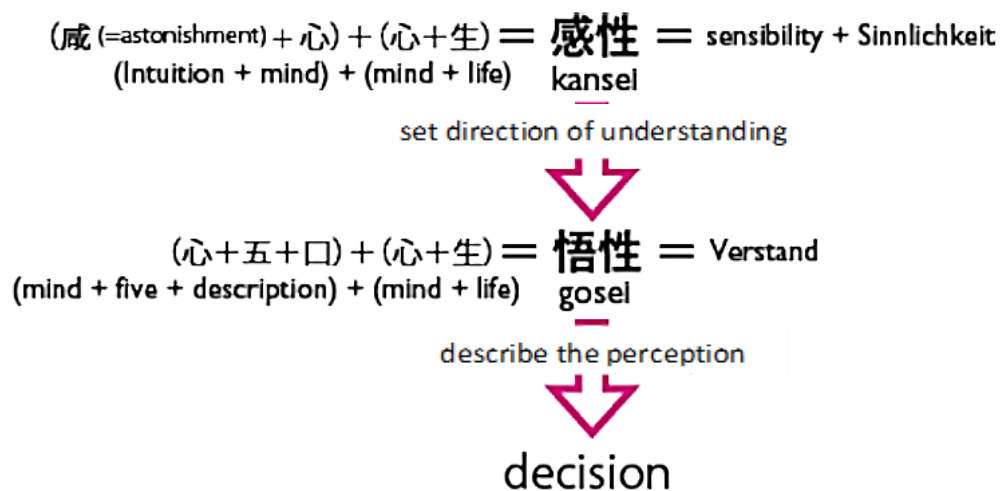 (咸 (=astonishment) + 心) + (心+生) = 感性 = sensibility + Sinnlichkeit
(Intuition + mind) + (mind + life) kansei
set direction of understanding
(心+五+口) + (心+生) = 悟性 = Verstand
(mind + five + description) + (mind + life) gosei
describe the perception
decision